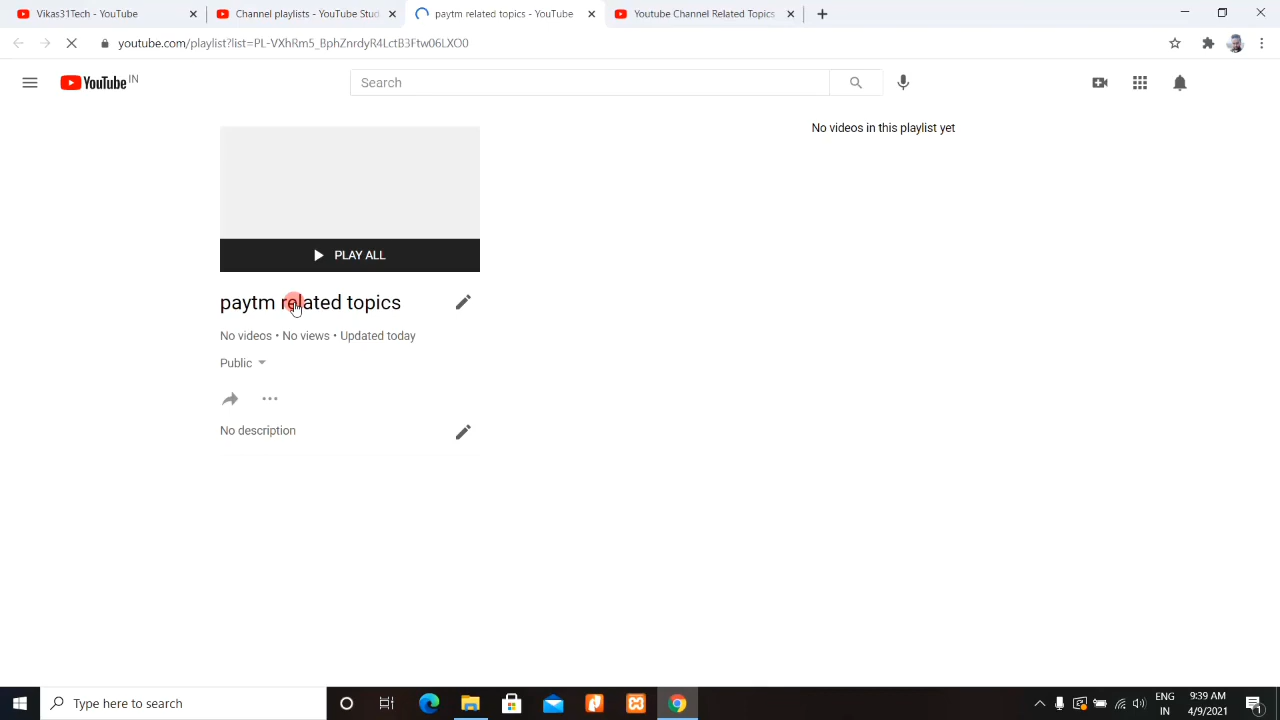 Vikas31Tech - YouTube
Channel playlists - YouTube Stud
paytm related topics - YouTube
Youtube Channel Related Topics
youtube.com/playlist?list=PL-VXhRm5_BphZnrdyR4LctB3Ftw06LXO0
YouTube IN
Search
No videos in this playlist yet
PLAY ALL
paytm related topics
No videos • No views • Updated today
Public
No description
Type here to search
ENG
IN
9:39 AM
4/9/2021
1